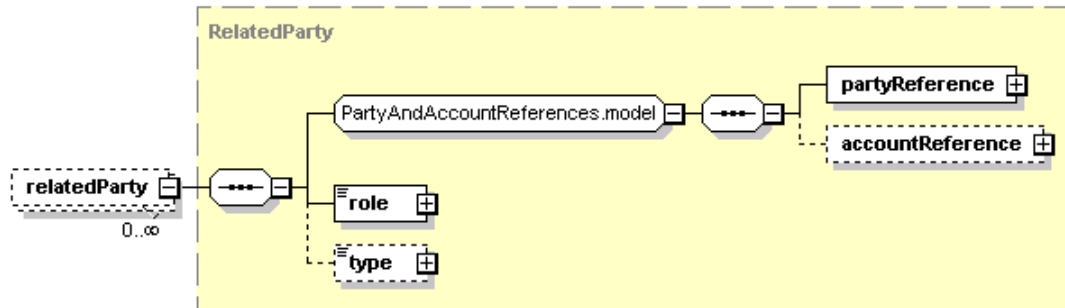 RelatedParty
partyReference
PartyAndAccountReferences.model
accountReference
relatedParty
0..∞
role
type